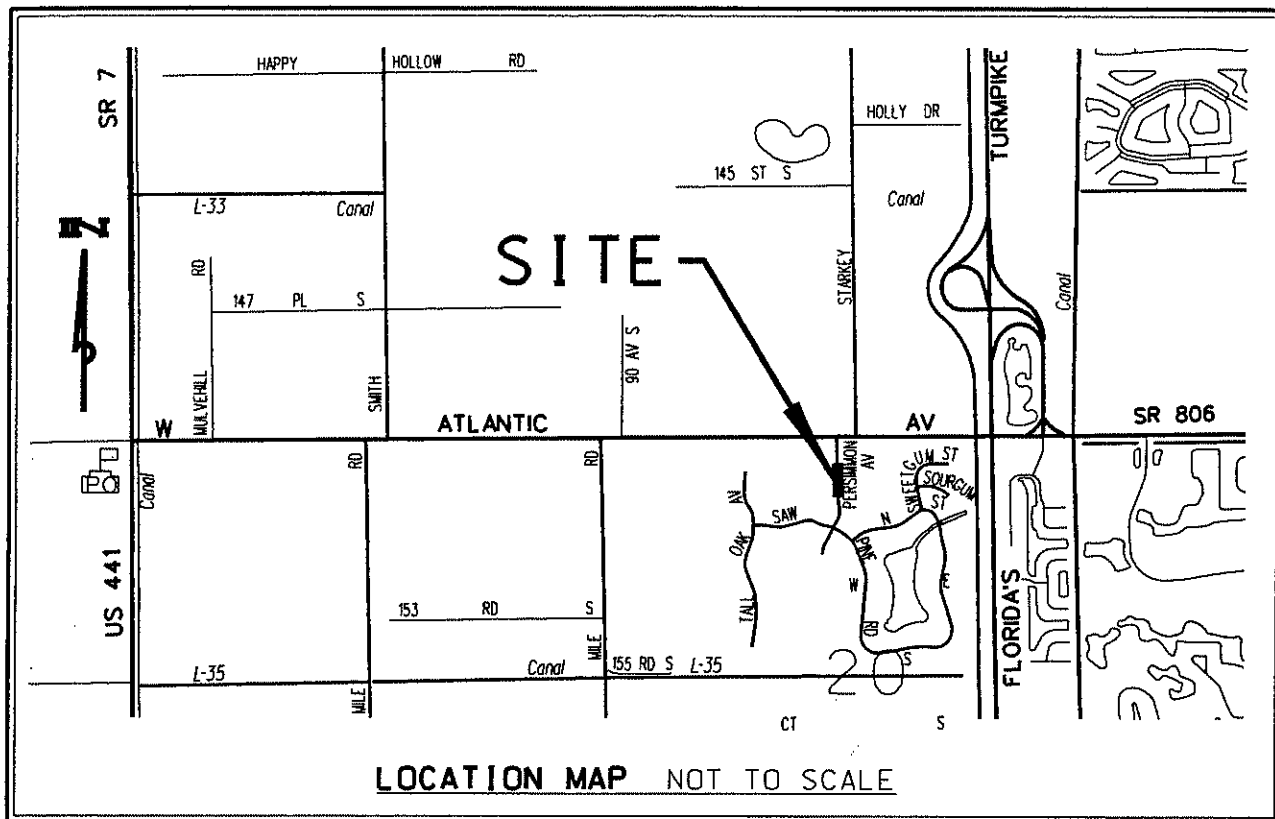 SR 7
HAPPY HOLLOW RD
TURMPIKE
HOLLY DR
145 ST S
L-33 Canal
Canal
N
SITE
RD
147 PL S
STARKEY
Canal
90 AV S
MULVEHILL
SMITH
W ATLANTIC AV SR 806
RD
RD
PERSIMMON
AV
SWEETGUM ST
SOURGUM
ST
PO
Canal
AV
SAW
N
OAK
PINE
US 441
W
E
TALL
153 RD S
RD
FLORIDA'S
MILE
S
L-35 Canal 155 RD S L-35
20
MILE
CT S
LOCATION MAP NOT TO SCALE